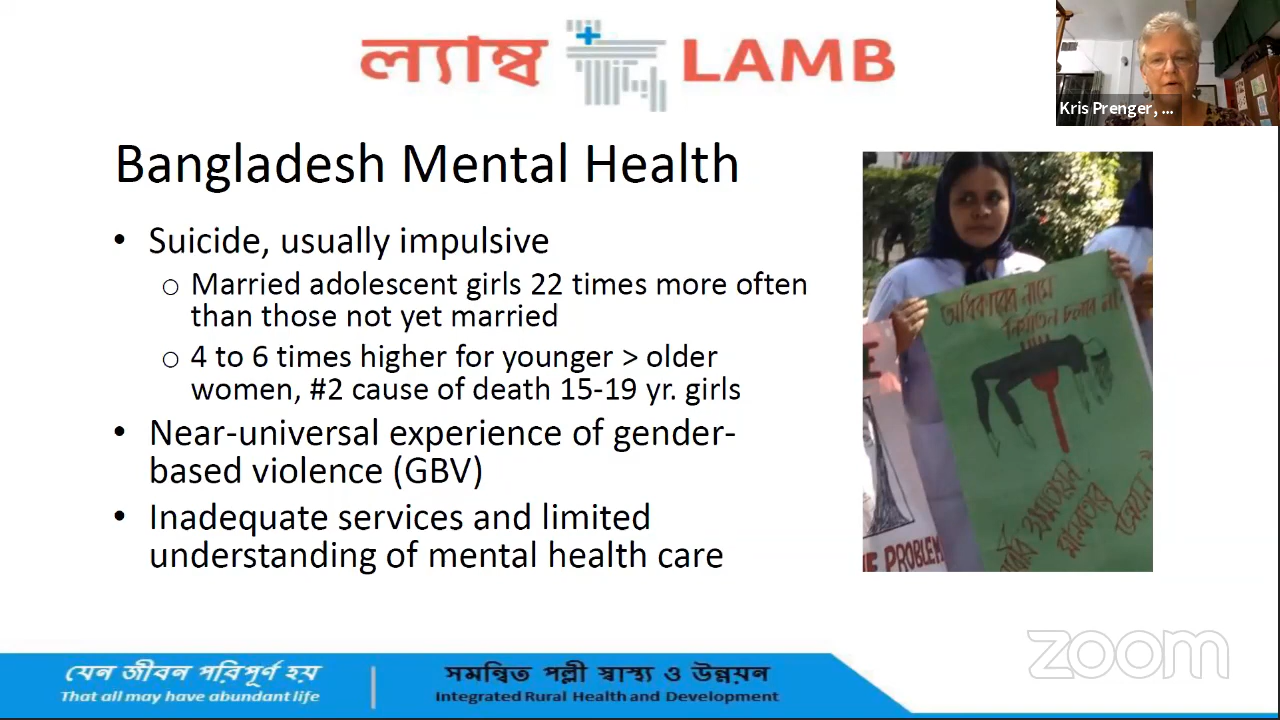 ল্যাম্ব LAMB
Kris Prenger, ...
Bangladesh Mental Health
• Suicide, usually impulsive
o Married adolescent girls 22 times more often
than those not yet married
o 4 to 6 times higher for younger > older
women, #2 cause of death 15-19 yr. girls
• Near-universal experience of gender-
based violence (GBV)
• Inadequate services and limited
understanding of mental health care
অধিকারের নামে
নির্যাতন চলবে না
E PROBLEM
zoom
যেন জীবন পরিপূর্ণ হয়
That all may have abundant life
সমন্বিত পল্লী স্বাস্থ্য ও উন্নয়ন
Integrated Rural Health and Development